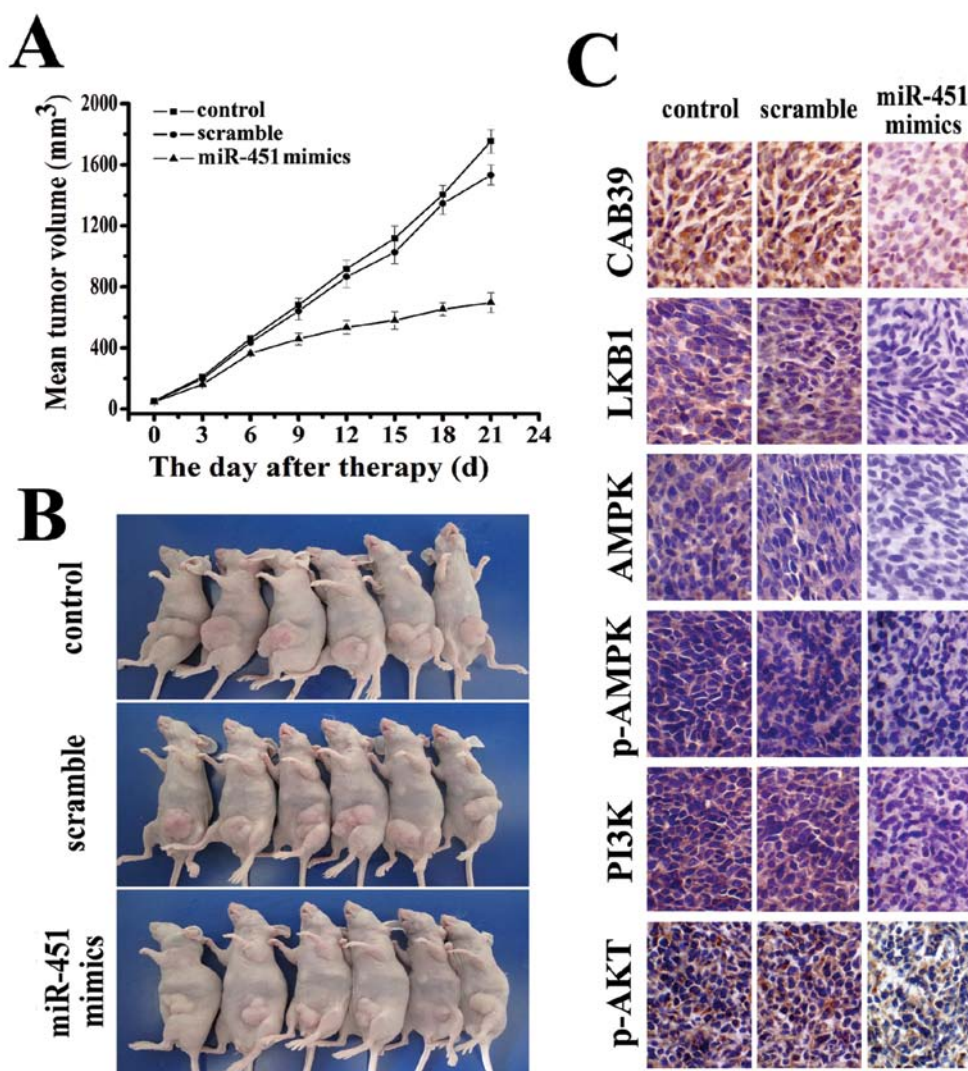 A
Mean tumor volume (mm3)
2000
1600
1200
800
400
0
control
scramble
miR-451 mimics
0 3 6 9 12 15 18 21 24
The day after therapy (d)
B
control
scramble
miR-451
mimics
C
control scramble miR-451
mimics
CAB39
LKB1
AMPK
p-AMPK
PI3K
p-AKT